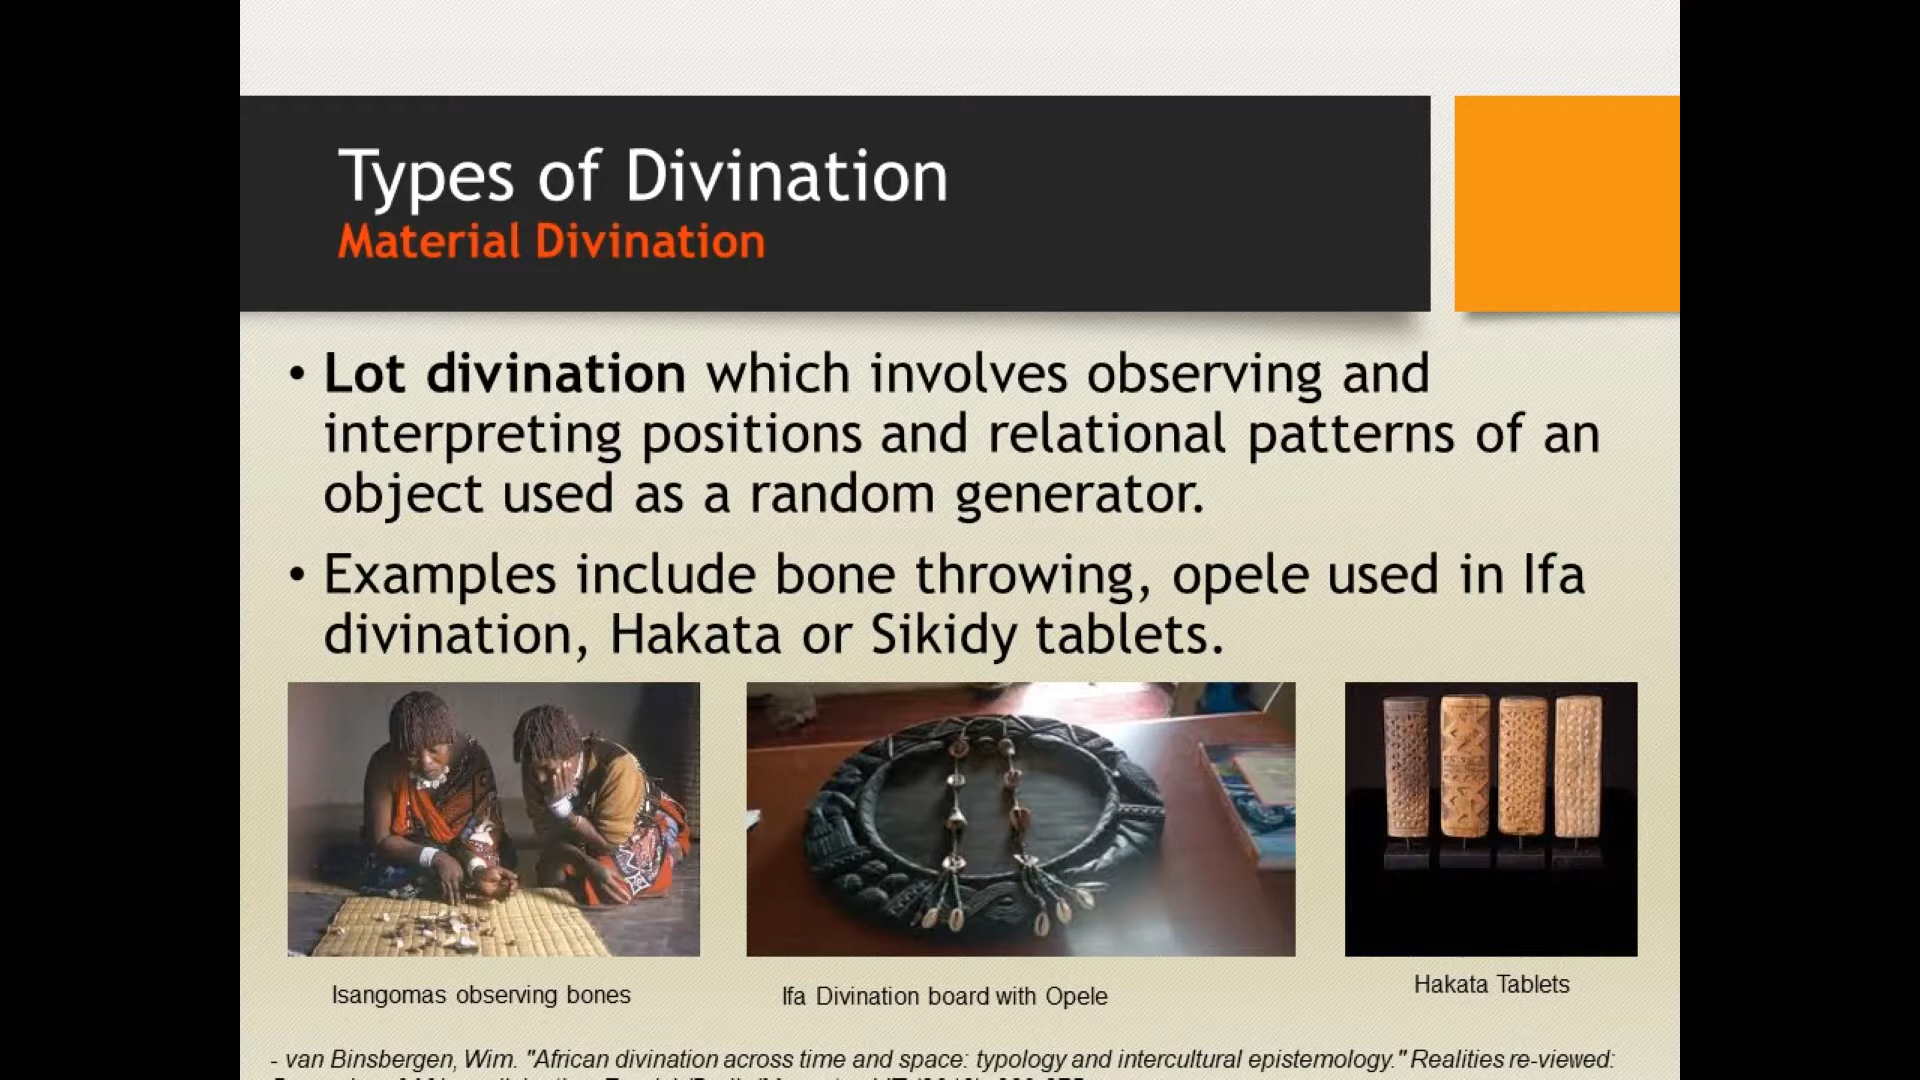 Types of Divination
Material Divination
• Lot divination which involves observing and
interpreting positions and relational patterns of an
object used as a random generator.
• Examples include bone throwing, opele used in Ifa
divination, Hakata or Sikidy tablets.
Isangomas observing bones
Ifa Divination board with Opele
Hakata Tablets
- van Binsbergen, Wim. "African divination across time and space: typology and intercultural epistemology." Realities re-viewed: